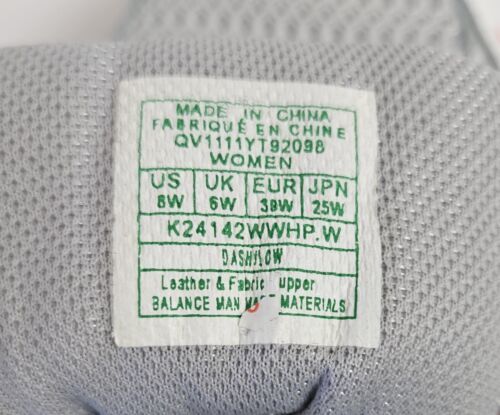 MADE IN CHINA
FABRIQUÉ EN CHINE
QV1111YT92098
WOMEN
US UK EUR JPN
8W 6W 39W 25W
K24142WWHP.W
DASH/LOW
Leather & Fabric upper
BALANCE MAN MADE MATERIALS